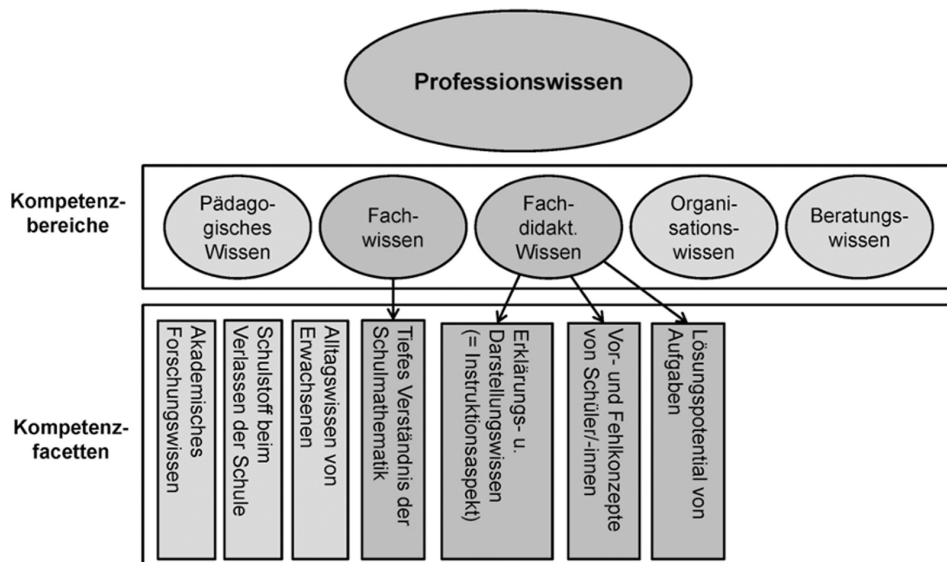 Professionswissen
Kompetenz-
bereiche
Pädago-
gisches
Wissen
Fach-
wissen
Fach-
didakt.
Wissen
Organi-
sations-
wissen
Beratungs-
wissen
Kompetenz-
facetten
Akademisches
Forschungswissen
Schulstoff beim
Verlassen der Schule
Alltagswissen von
Erwachsenen
Tiefes Verständnis der
Schulmathematik
Erklärungs- u.
Darstellungswissen
(= Instruktionsaspekt)
Vor- und Fehlkonzepte
von Schüler/-innen
Lösungspotential von
Aufgaben